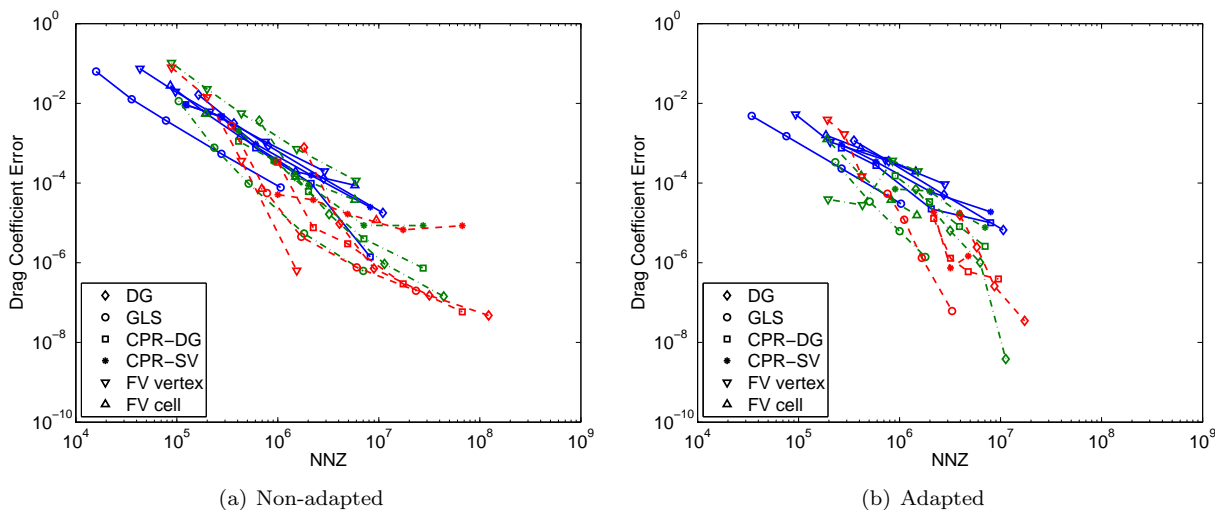 10^0
10^−2
10^−4
10^−6
10^−8
10^−10
Drag Coefficient Error
DG
GLS
CPR−DG
CPR−SV
FV vertex
FV cell
10^4 10^5 10^6 10^7 10^8 10^9
NNZ
(a) Non-adapted
10^0
10^−2
10^−4
10^−6
10^−8
10^−10
Drag Coefficient Error
DG
GLS
CPR−DG
CPR−SV
FV vertex
FV cell
10^4 10^5 10^6 10^7 10^8 10^9
NNZ
(b) Adapted